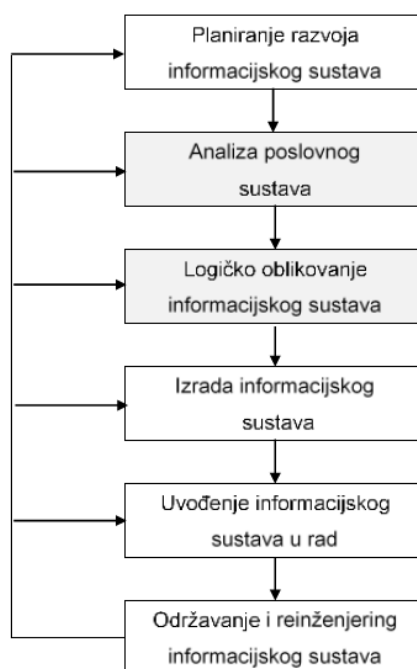 Planiranje razvoja
informacijskog sustava
Analiza poslovnog
sustava
Logičko oblikovanje
informacijskog sustava
Izrada informacijskog
sustava
Uvođenje informacijskog
sustava u rad
Održavanje i reinženjering
informacijskog sustava